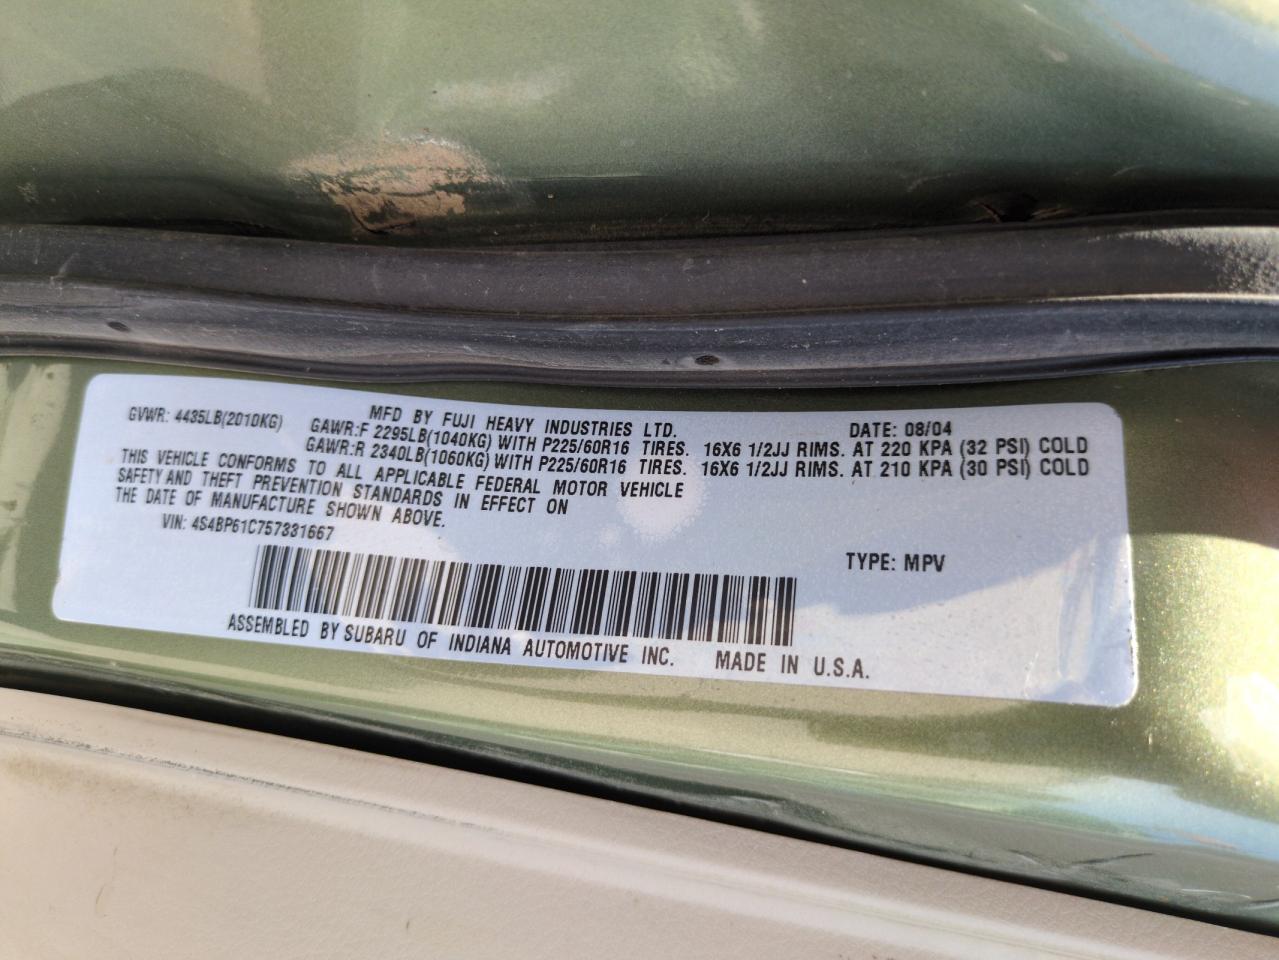 MFD BY FUJI HEAVY INDUSTRIES LTD. DATE: 08/04
GVWR: 4435LB(2010KG) GAWR:F 2295LB(1040KG) WITH P225/60R16 TIRES. 16X6 1/2JJ RIMS. AT 220 KPA (32 PSI) COLD
GAWR:R 2340LB(1060KG) WITH P225/60R16 TIRES. 16X6 1/2JJ RIMS. AT 210 KPA (30 PSI) COLD
THIS VEHICLE CONFORMS TO ALL APPLICABLE FEDERAL MOTOR VEHICLE
SAFETY AND THEFT PREVENTION STANDARDS IN EFFECT ON
THE DATE OF MANUFACTURE SHOWN ABOVE.
VIN: 4S4BP61C757331667 TYPE: MPV
ASSEMBLED BY SUBARU OF INDIANA AUTOMOTIVE INC. MADE IN U.S.A.